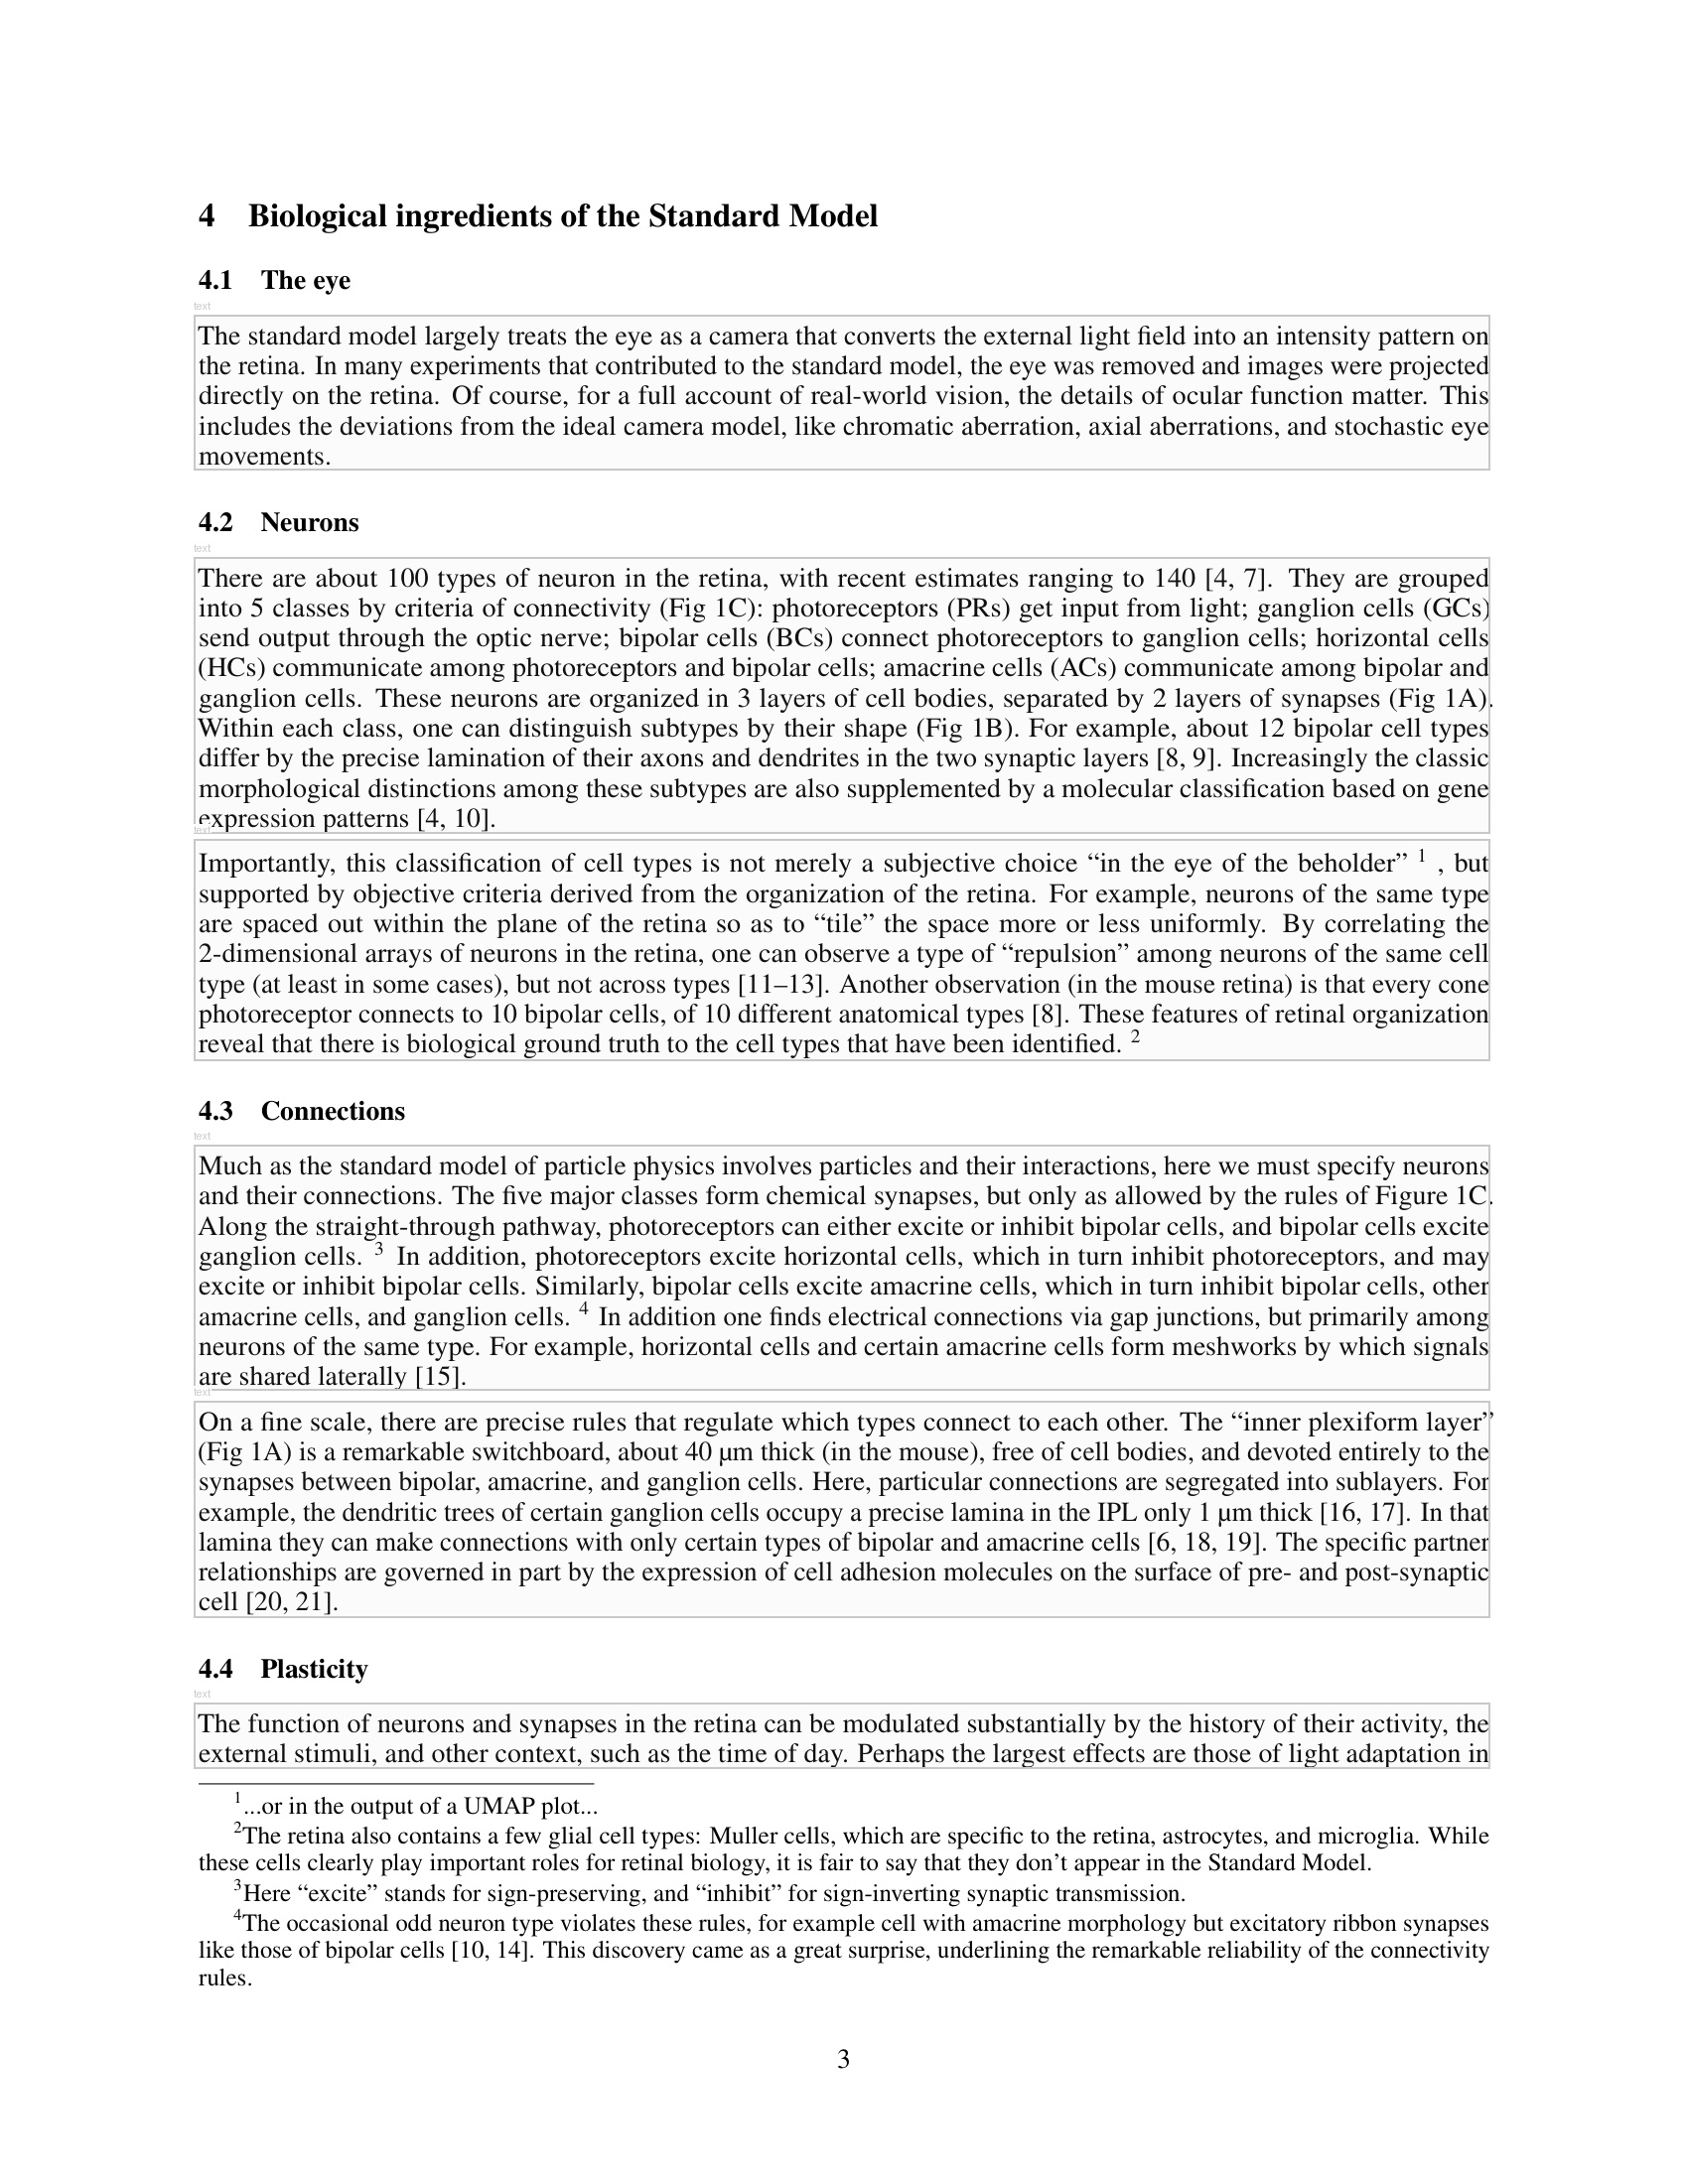 4 Biological ingredients of the Standard Model
4.1 The eye
text
The standard model largely treats the eye as a camera that converts the external light field into an intensity pattern on
the retina. In many experiments that contributed to the standard model, the eye was removed and images were projected
directly on the retina. Of course, for a full account of real-world vision, the details of ocular function matter. This
includes the deviations from the ideal camera model, like chromatic aberration, axial aberrations, and stochastic eye
movements.
4.2 Neurons
text
There are about 100 types of neuron in the retina, with recent estimates ranging to 140 [4, 7]. They are grouped
into 5 classes by criteria of connectivity (Fig 1C): photoreceptors (PRs) get input from light; ganglion cells (GCs)
send output through the optic nerve; bipolar cells (BCs) connect photoreceptors to ganglion cells; horizontal cells
(HCs) communicate among photoreceptors and bipolar cells; amacrine cells (ACs) communicate among bipolar and
ganglion cells. These neurons are organized in 3 layers of cell bodies, separated by 2 layers of synapses (Fig 1A).
Within each class, one can distinguish subtypes by their shape (Fig 1B). For example, about 12 bipolar cell types
differ by the precise lamination of their axons and dendrites in the two synaptic layers [8, 9]. Increasingly the classic
morphological distinctions among these subtypes are also supplemented by a molecular classification based on gene
expression patterns [4, 10].
text
Importantly, this classification of cell types is not merely a subjective choice “in the eye of the beholder” 1 , but
supported by objective criteria derived from the organization of the retina. For example, neurons of the same type
are spaced out within the plane of the retina so as to “tile” the space more or less uniformly. By correlating the
2-dimensional arrays of neurons in the retina, one can observe a type of “repulsion” among neurons of the same cell
type (at least in some cases), but not across types [11–13]. Another observation (in the mouse retina) is that every cone
photoreceptor connects to 10 bipolar cells, of 10 different anatomical types [8]. These features of retinal organization
reveal that there is biological ground truth to the cell types that have been identified. 2
4.3 Connections
text
Much as the standard model of particle physics involves particles and their interactions, here we must specify neurons
and their connections. The five major classes form chemical synapses, but only as allowed by the rules of Figure 1C.
Along the straight-through pathway, photoreceptors can either excite or inhibit bipolar cells, and bipolar cells excite
ganglion cells. 3 In addition, photoreceptors excite horizontal cells, which in turn inhibit photoreceptors, and may
excite or inhibit bipolar cells. Similarly, bipolar cells excite amacrine cells, which in turn inhibit bipolar cells, other
amacrine cells, and ganglion cells. 4 In addition one finds electrical connections via gap junctions, but primarily among
neurons of the same type. For example, horizontal cells and certain amacrine cells form meshworks by which signals
are shared laterally [15].
text
On a fine scale, there are precise rules that regulate which types connect to each other. The “inner plexiform layer”
(Fig 1A) is a remarkable switchboard, about 40 µm thick (in the mouse), free of cell bodies, and devoted entirely to the
synapses between bipolar, amacrine, and ganglion cells. Here, particular connections are segregated into sublayers. For
example, the dendritic trees of certain ganglion cells occupy a precise lamina in the IPL only 1 µm thick [16, 17]. In that
lamina they can make connections with only certain types of bipolar and amacrine cells [6, 18, 19]. The specific partner
relationships are governed in part by the expression of cell adhesion molecules on the surface of pre- and post-synaptic
cell [20, 21].
4.4 Plasticity
text
The function of neurons and synapses in the retina can be modulated substantially by the history of their activity, the
external stimuli, and other context, such as the time of day. Perhaps the largest effects are those of light adaptation in
1...or in the output of a UMAP plot...
2The retina also contains a few glial cell types: Muller cells, which are specific to the retina, astrocytes, and microglia. While
these cells clearly play important roles for retinal biology, it is fair to say that they don’t appear in the Standard Model.
3Here “excite” stands for sign-preserving, and “inhibit” for sign-inverting synaptic transmission.
4The occasional odd neuron type violates these rules, for example cell with amacrine morphology but excitatory ribbon synapses
like those of bipolar cells [10, 14]. This discovery came as a great surprise, underlining the remarkable reliability of the connectivity
rules.
3